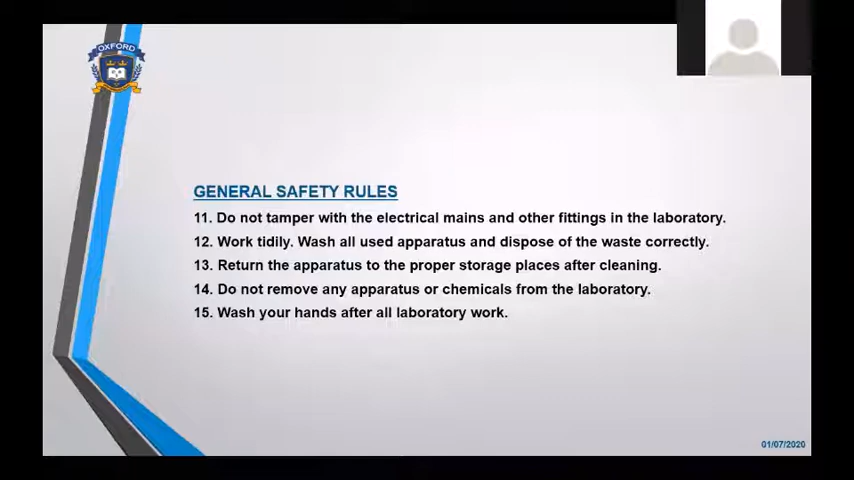 OXFORD
GENERAL SAFETY RULES
11. Do not tamper with the electrical mains and other fittings in the laboratory.
12. Work tidily. Wash all used apparatus and dispose of the waste correctly.
13. Return the apparatus to the proper storage places after cleaning.
14. Do not remove any apparatus or chemicals from the laboratory.
15. Wash your hands after all laboratory work.
01/07/2020